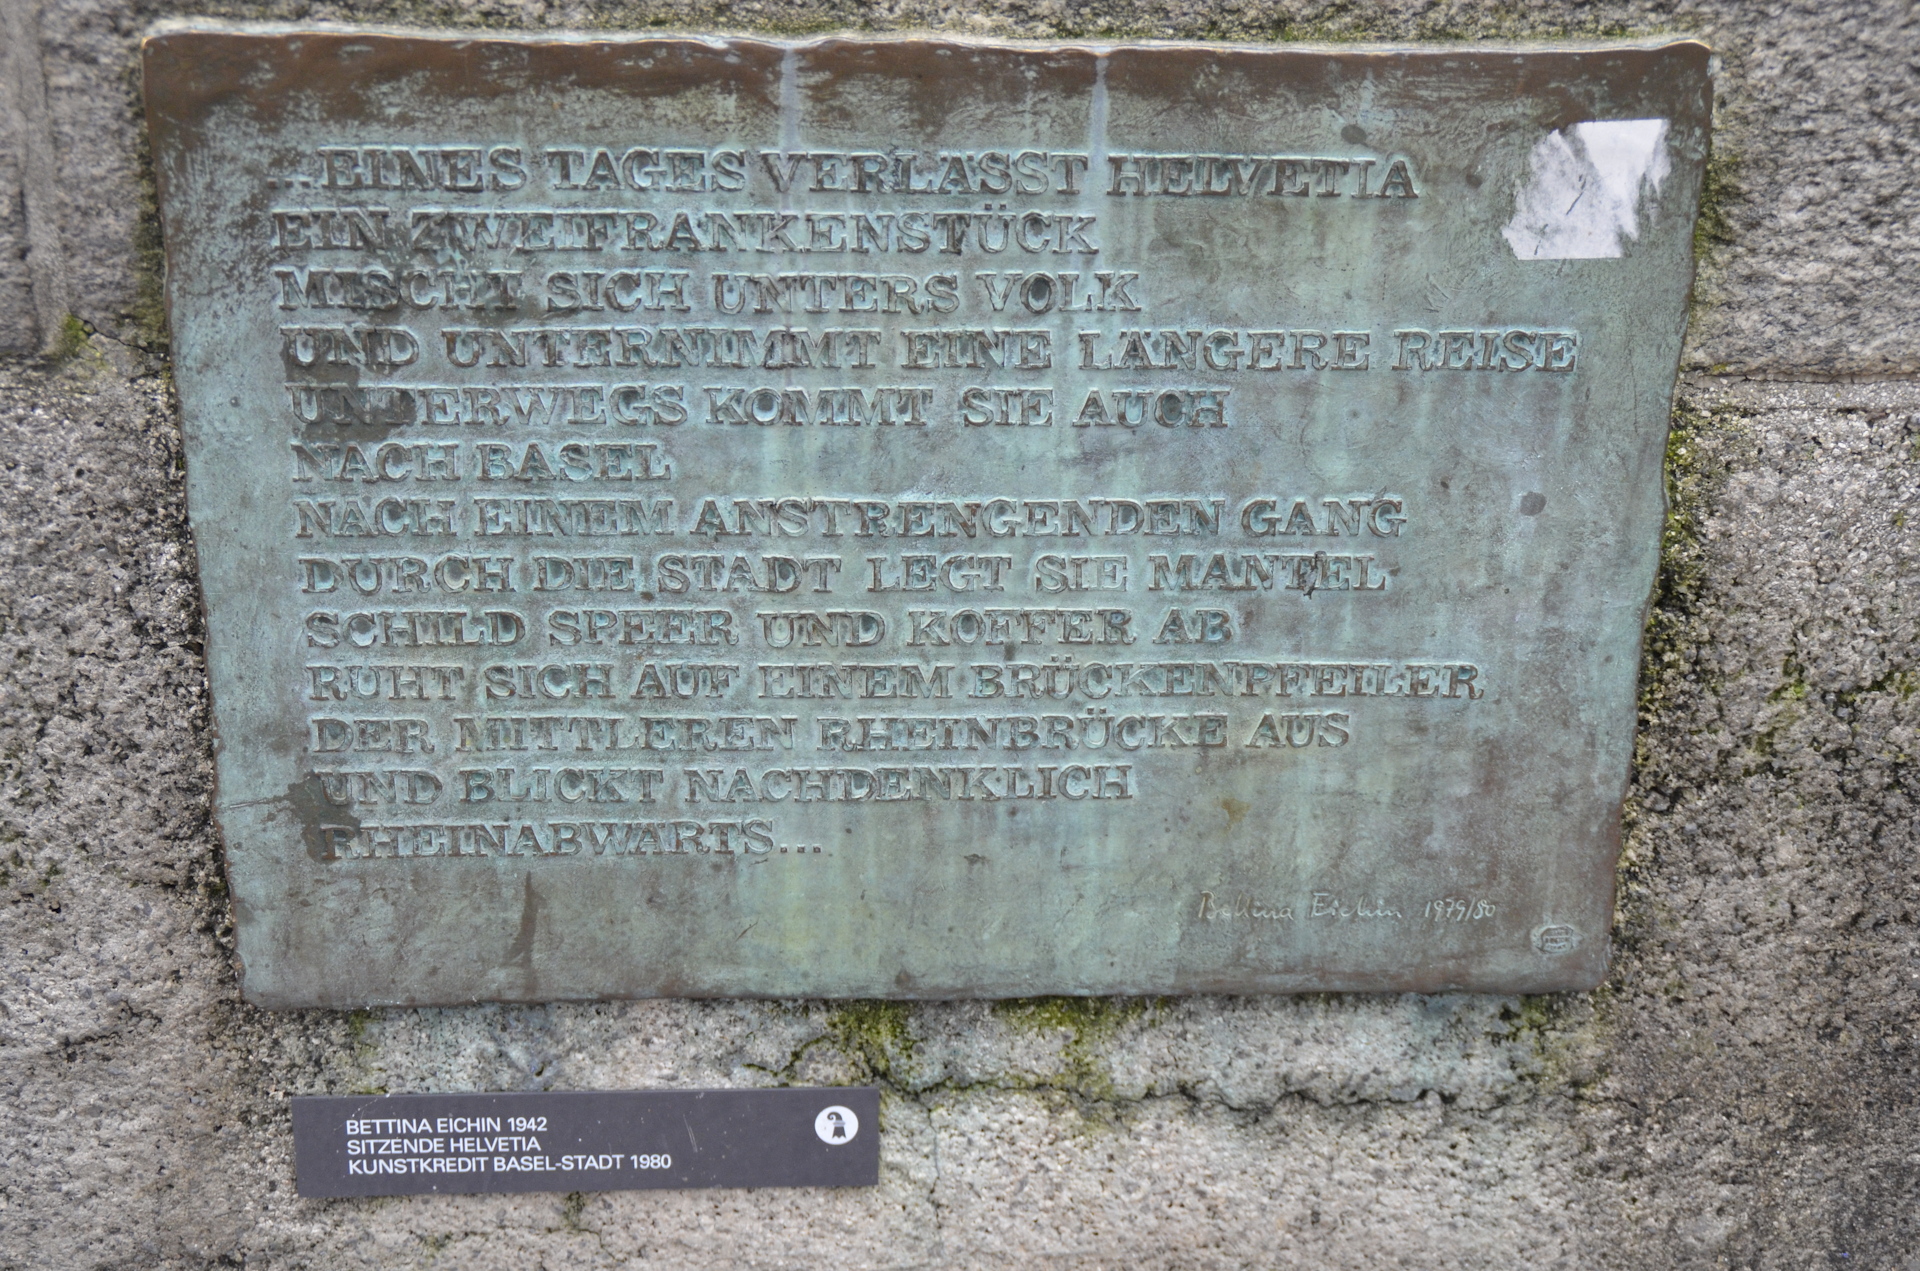 ...EINES TAGES VERLÄSST HELVETIA
EIN ZWEIFRANKENSTÜCK
MISCHT SICH UNTERS VOLK
UND UNTERNIMMT EINE LÄNGERE REISE
UNDERWEGS KOMMT SIE AUCH
NACH BASEL
NACH EINEM ANSTRENGENDEN GANG
DURCH DIE STADT LEGT SIE MANTEL
SCHILD SPEER UND KOFFER AB
RUHT SICH AUF EINEM BRÜCKENPFEILER
DER MITTLEREN RHEINBRÜCKE AUS
UND BLICKT NACHDENKLICH
RHEINABWÄRTS...
Bettina Eichin 1979/80
BETTINA EICHIN 1942
SITZENDE HELVETIA
KUNSTKREDIT BASEL-STADT 1980